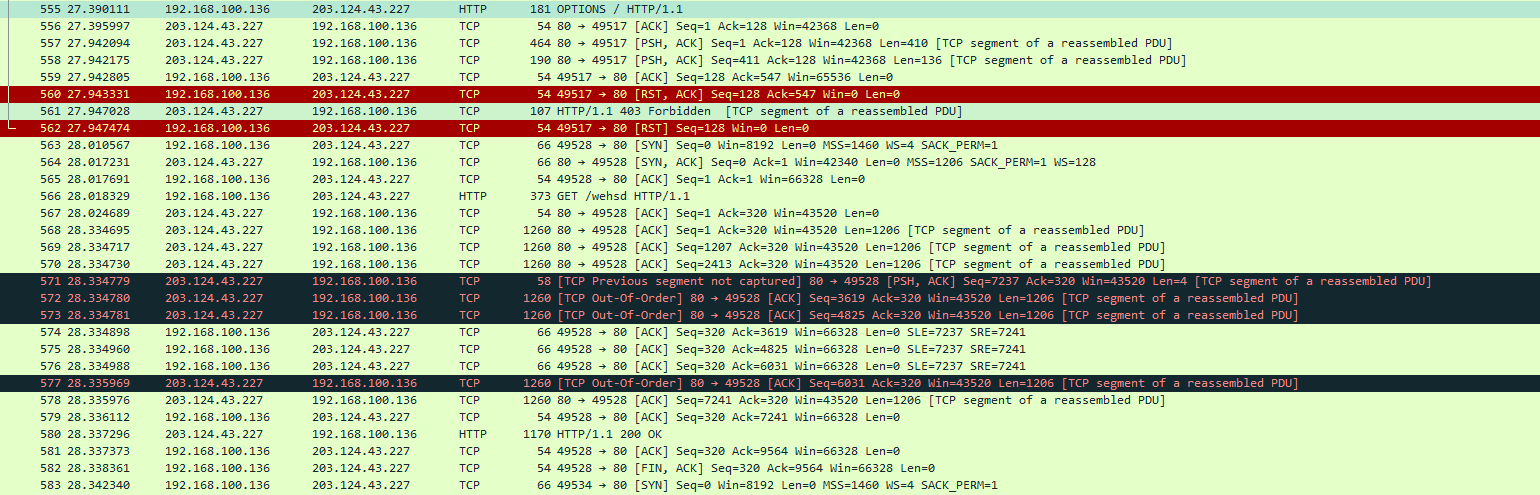 555 27.390111 192.168.100.136 203.124.43.227 HTTP 181 OPTIONS / HTTP/1.1
556 27.395997 203.124.43.227 192.168.100.136 TCP 54 80 → 49517 [ACK] Seq=1 Ack=128 Win=42368 Len=0
557 27.942094 203.124.43.227 192.168.100.136 TCP 464 80 → 49517 [PSH, ACK] Seq=1 Ack=128 Win=42368 Len=410 [TCP segment of a reassembled PDU]
558 27.942175 203.124.43.227 192.168.100.136 TCP 190 80 → 49517 [PSH, ACK] Seq=411 Ack=128 Win=42368 Len=136 [TCP segment of a reassembled PDU]
559 27.942805 192.168.100.136 203.124.43.227 TCP 54 49517 → 80 [ACK] Seq=128 Ack=547 Win=65536 Len=0
560 27.943331 192.168.100.136 203.124.43.227 TCP 54 49517 → 80 [RST, ACK] Seq=128 Ack=547 Win=0 Len=0
561 27.947028 203.124.43.227 192.168.100.136 TCP 107 HTTP/1.1 403 Forbidden [TCP segment of a reassembled PDU]
562 27.947474 192.168.100.136 203.124.43.227 TCP 54 49517 → 80 [RST] Seq=128 Win=0 Len=0
563 28.010567 192.168.100.136 203.124.43.227 TCP 66 49528 → 80 [SYN] Seq=0 Win=8192 Len=0 MSS=1460 WS=4 SACK_PERM=1
564 28.017231 203.124.43.227 192.168.100.136 TCP 66 80 → 49528 [SYN, ACK] Seq=0 Ack=1 Win=42340 Len=0 MSS=1206 SACK_PERM=1 WS=128
565 28.017691 192.168.100.136 203.124.43.227 TCP 54 49528 → 80 [ACK] Seq=1 Ack=1 Win=66328 Len=0
566 28.018329 192.168.100.136 203.124.43.227 HTTP 373 GET /wehsd HTTP/1.1
567 28.024689 203.124.43.227 192.168.100.136 TCP 54 80 → 49528 [ACK] Seq=1 Ack=320 Win=43520 Len=0
568 28.334695 203.124.43.227 192.168.100.136 TCP 1260 80 → 49528 [ACK] Seq=1 Ack=320 Win=43520 Len=1206 [TCP segment of a reassembled PDU]
569 28.334717 203.124.43.227 192.168.100.136 TCP 1260 80 → 49528 [ACK] Seq=1207 Ack=320 Win=43520 Len=1206 [TCP segment of a reassembled PDU]
570 28.334730 203.124.43.227 192.168.100.136 TCP 1260 80 → 49528 [ACK] Seq=2413 Ack=320 Win=43520 Len=1206 [TCP segment of a reassembled PDU]
571 28.334779 203.124.43.227 192.168.100.136 TCP 58 [TCP Previous segment not captured] 80 → 49528 [PSH, ACK] Seq=7237 Ack=320 Win=43520 Len=4 [TCP segment of a reassembled PDU]
572 28.334780 203.124.43.227 192.168.100.136 TCP 1260 [TCP Out-Of-Order] 80 → 49528 [ACK] Seq=3619 Ack=320 Win=43520 Len=1206 [TCP segment of a reassembled PDU]
573 28.334781 203.124.43.227 192.168.100.136 TCP 1260 [TCP Out-Of-Order] 80 → 49528 [ACK] Seq=4825 Ack=320 Win=43520 Len=1206 [TCP segment of a reassembled PDU]
574 28.334898 192.168.100.136 203.124.43.227 TCP 66 49528 → 80 [ACK] Seq=320 Ack=3619 Win=66328 Len=0 SLE=7237 SRE=7241
575 28.334960 192.168.100.136 203.124.43.227 TCP 66 49528 → 80 [ACK] Seq=320 Ack=4825 Win=66328 Len=0 SLE=7237 SRE=7241
576 28.334988 192.168.100.136 203.124.43.227 TCP 66 49528 → 80 [ACK] Seq=320 Ack=6031 Win=66328 Len=0 SLE=7237 SRE=7241
577 28.335969 203.124.43.227 192.168.100.136 TCP 1260 [TCP Out-Of-Order] 80 → 49528 [ACK] Seq=6031 Ack=320 Win=43520 Len=1206 [TCP segment of a reassembled PDU]
578 28.335976 203.124.43.227 192.168.100.136 TCP 1260 80 → 49528 [ACK] Seq=7241 Ack=320 Win=43520 Len=1206 [TCP segment of a reassembled PDU]
579 28.336112 192.168.100.136 203.124.43.227 TCP 54 49528 → 80 [ACK] Seq=320 Ack=7241 Win=66328 Len=0
580 28.337296 203.124.43.227 192.168.100.136 HTTP 1170 HTTP/1.1 200 OK
581 28.337373 192.168.100.136 203.124.43.227 TCP 54 49528 → 80 [ACK] Seq=320 Ack=9564 Win=66328 Len=0
582 28.338361 192.168.100.136 203.124.43.227 TCP 54 49528 → 80 [FIN, ACK] Seq=320 Ack=9564 Win=66328 Len=0
583 28.342340 192.168.100.136 203.124.43.227 TCP 66 49534 → 80 [SYN] Seq=0 Win=8192 Len=0 MSS=1460 WS=4 SACK_PERM=1